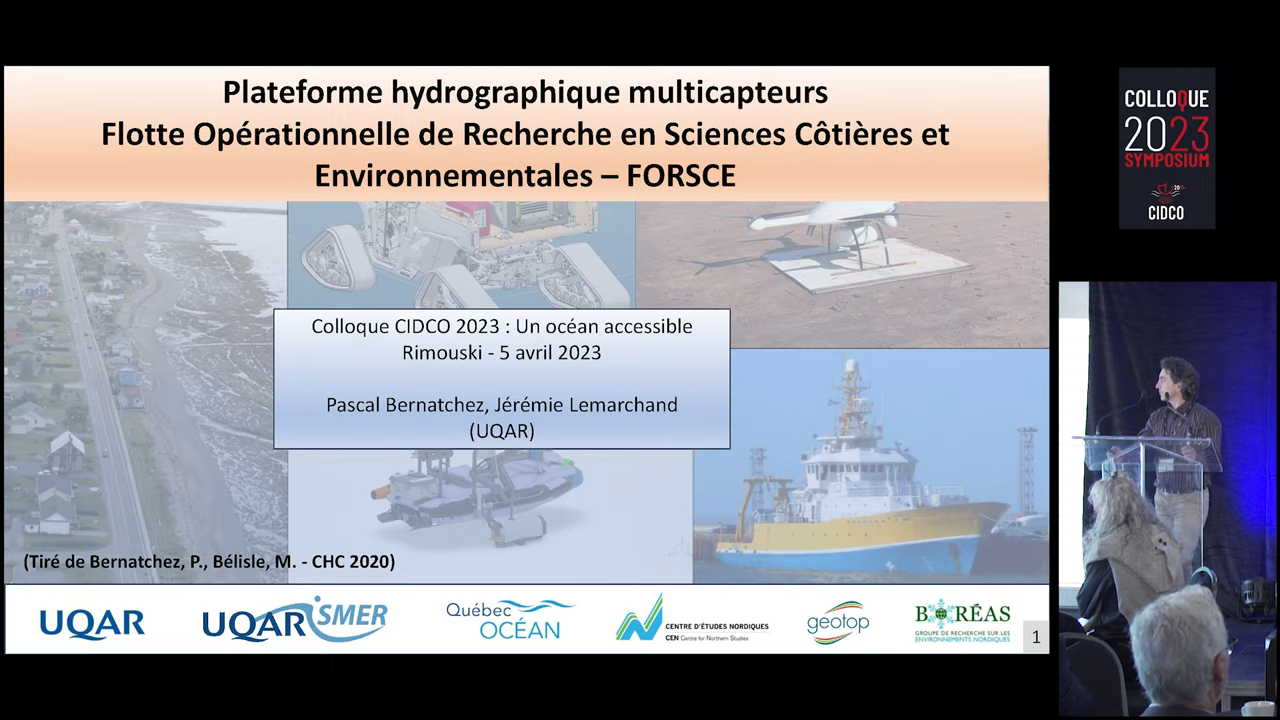 Plateforme hydrographique multicapteurs
Flotte Opérationnelle de Recherche en Sciences Côtières et
Environnementales – FORSCE
Colloque CIDCO 2023 : Un océan accessible
Rimouski - 5 avril 2023
Pascal Bernatchez, Jérémie Lemarchand
(UQAR)
(Tiré de Bernatchez, P., Bélisle, M. - CHC 2020)
UQAR
UQAR iSMER
Québec
OCÉAN
CENTRE D'ÉTUDES NORDIQUES
CEN Centre for Northern Studies
geotop
BORÉAS
GROUPE DE RECHERCHE SUR LES
ENVIRONNEMENTS NORDIQUES
1
COLLOQUE
2023
SYMPOSIUM
CIDCO